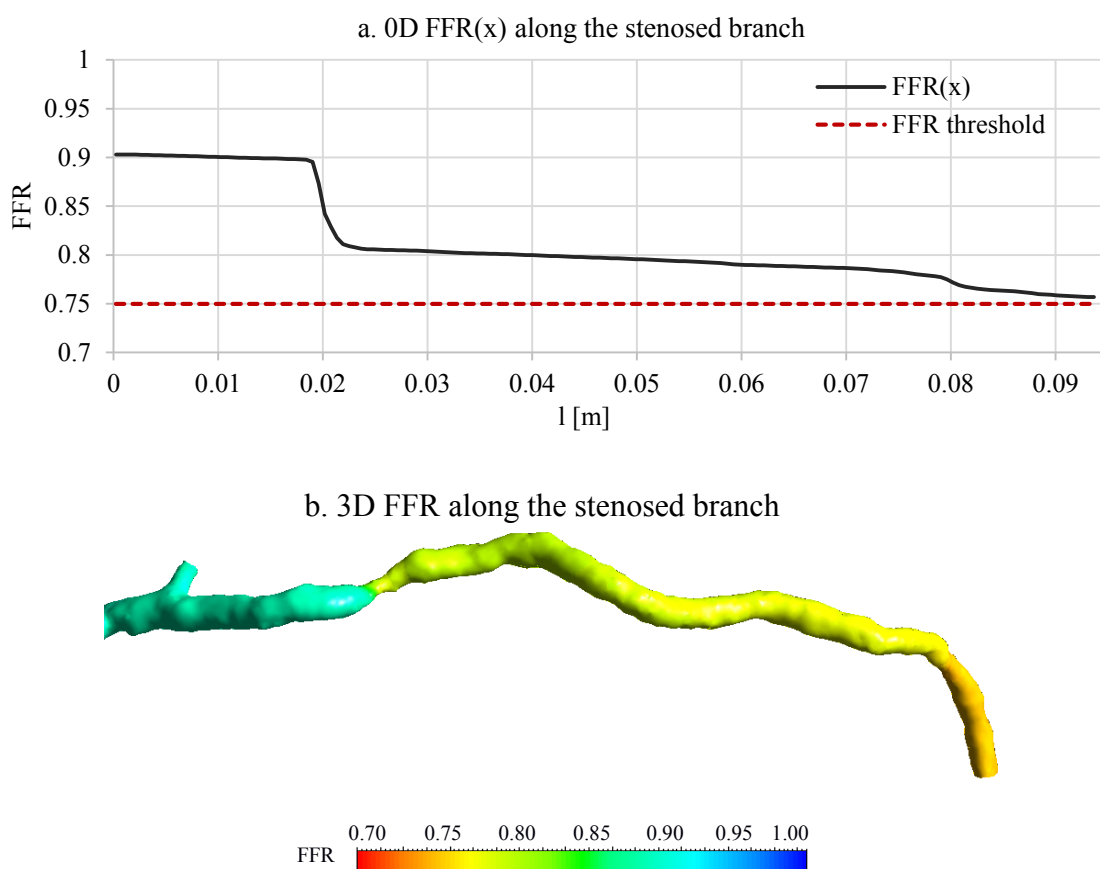 a. 0D FFR(x) along the stenosed branch
1
0.95
0.9
0.85
0.8
0.75
0.7
FFR
FFR(x)
FFR threshold
0 0.01 0.02 0.03 0.04 0.05 0.06 0.07 0.08 0.09
l [m]
b. 3D FFR along the stenosed branch
0.70 0.75 0.80 0.85 0.90 0.95 1.00
FFR